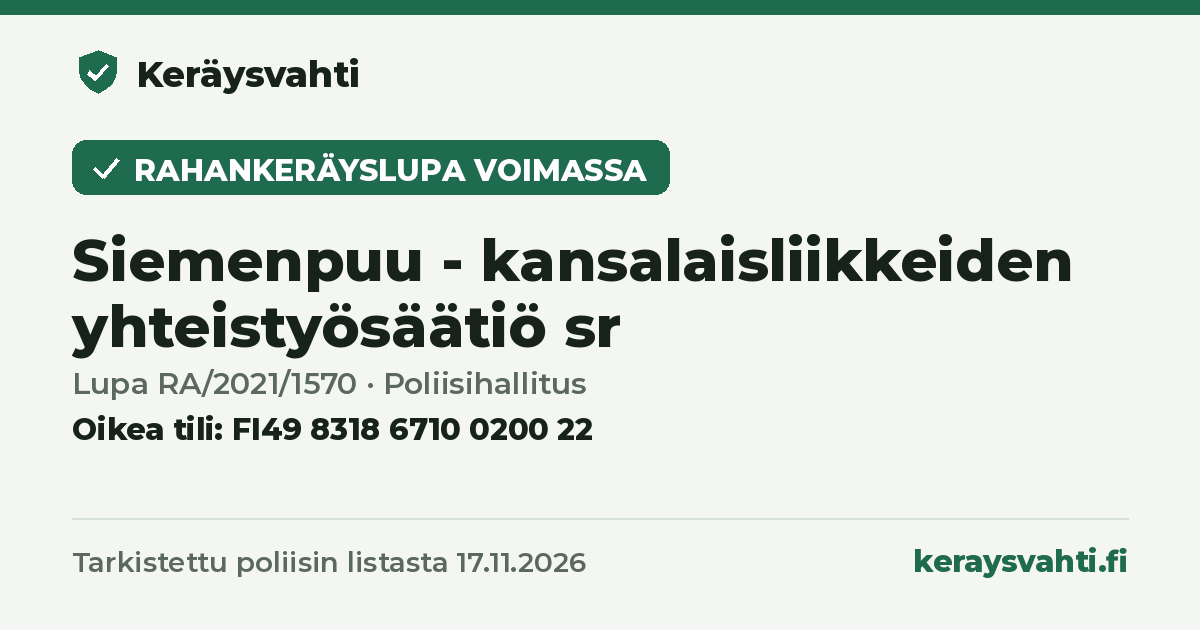 Keräysvahti
RAHANKERÄYSLUPA VOIMASSA
Siemenpuu - kansalaisliikkeiden
yhteistyösäätiö sr
Lupa RA/2021/1570 · Poliisihallitus
Oikea tili: FI49 8318 6710 0200 22
Tarkistettu poliisin listasta 17.11.2026
keraysvahti.fi